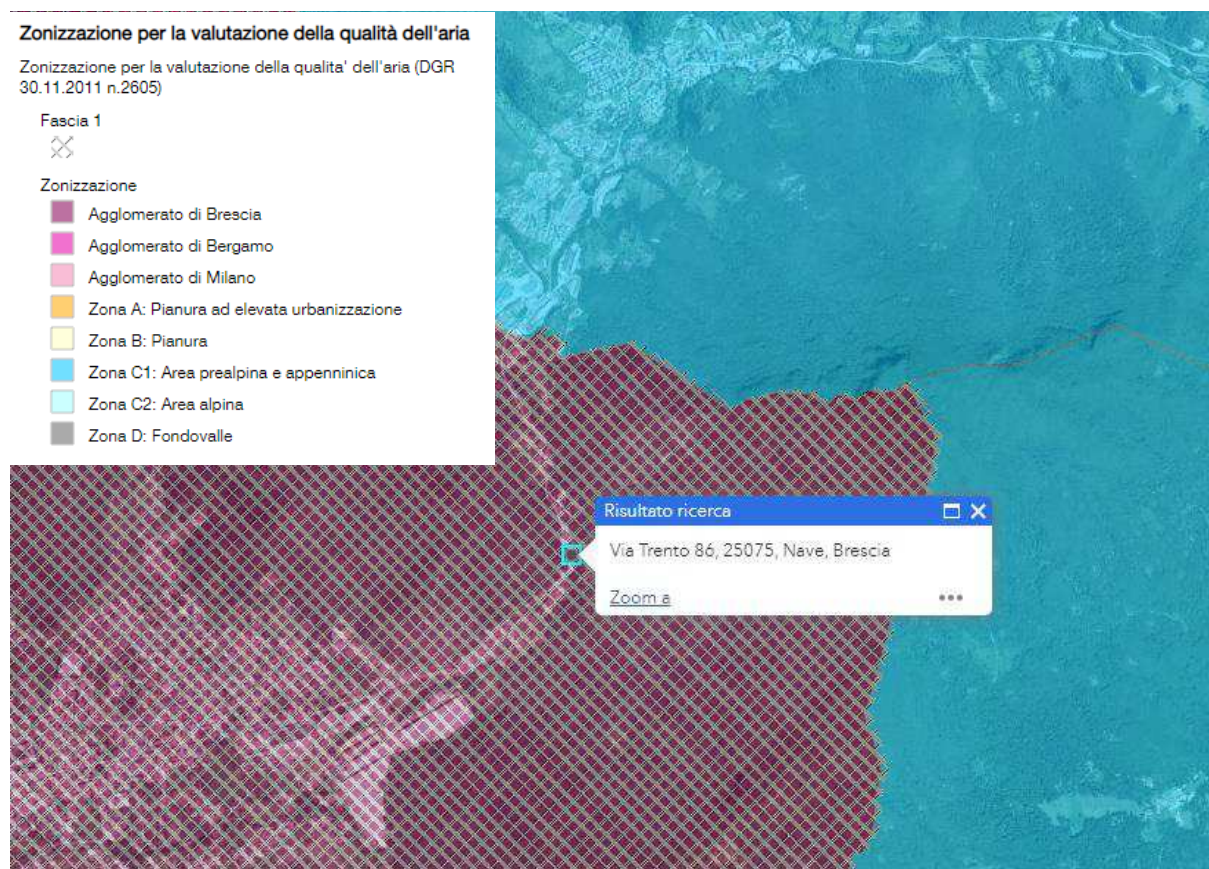 Zonizzazione per la valutazione della qualità dell'aria
Zonizzazione per la valutazione della qualita' dell'aria (DGR
30.11.2011 n.2605)
Fascia 1
Zonizzazione
Agglomerato di Brescia
Agglomerato di Bergamo
Agglomerato di Milano
Zona A: Pianura ad elevata urbanizzazione
Zona B: Pianura
Zona C1: Area prealpina e appenninica
Zona C2: Area alpina
Zona D: Fondovalle
Risultato ricerca
Via Trento 86, 25075, Nave, Brescia
Zoom a